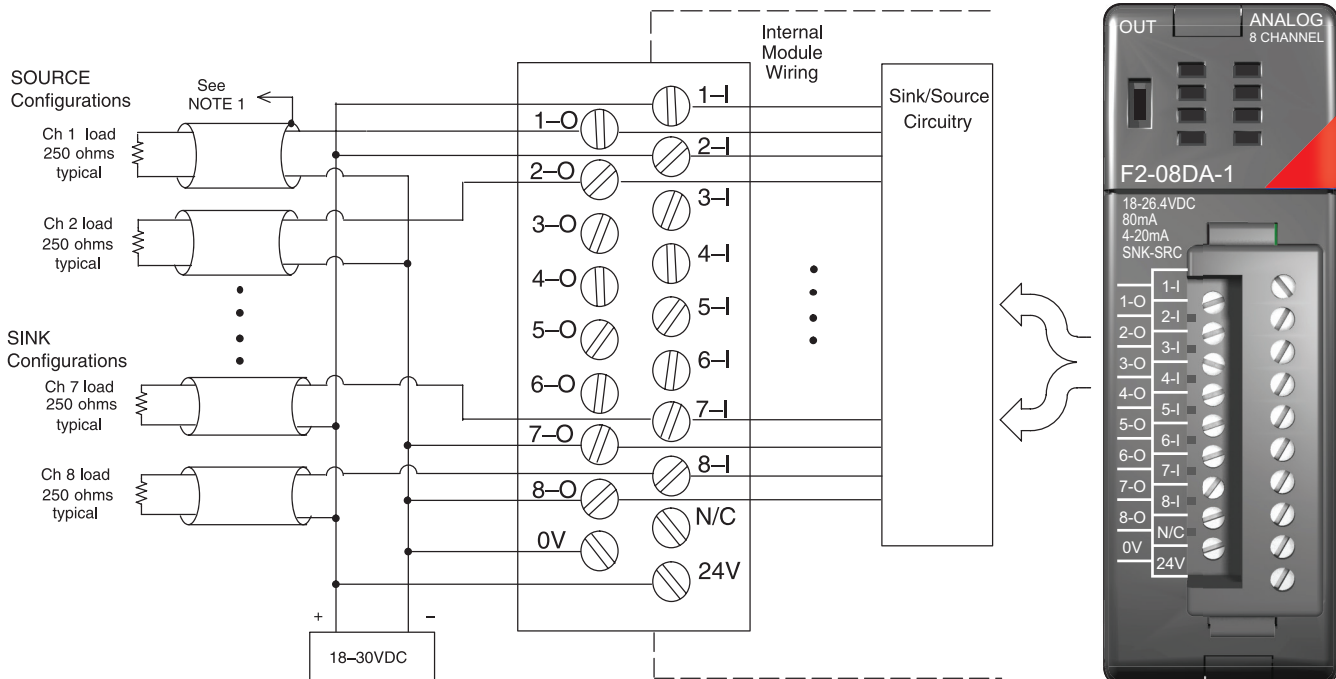 SOURCE
Configurations
See
NOTE 1
Ch 1 load
250 ohms
typical
Ch 2 load
250 ohms
typical
SINK
Configurations
Ch 7 load
250 ohms
typical
Ch 8 load
250 ohms
typical
+
–
18–30VDC
Internal
Module
Wiring
1–I
1–O
2–I
2–O
3–I
3–O
4–I
4–O
5–I
5–O
6–I
6–O
7–I
7–O
8–I
8–O
N/C
0V
24V
Sink/Source
Circuitry
OUT
ANALOG
8 CHANNEL
F2-08DA-1
18-26.4VDC
80mA
4-20mA
SNK-SRC
1-I
1-O
2-I
2-O
3-I
3-O
4-I
4-O
5-I
5-O
6-I
6-O
7-I
7-O
8-I
8-O
N/C
0V
24V